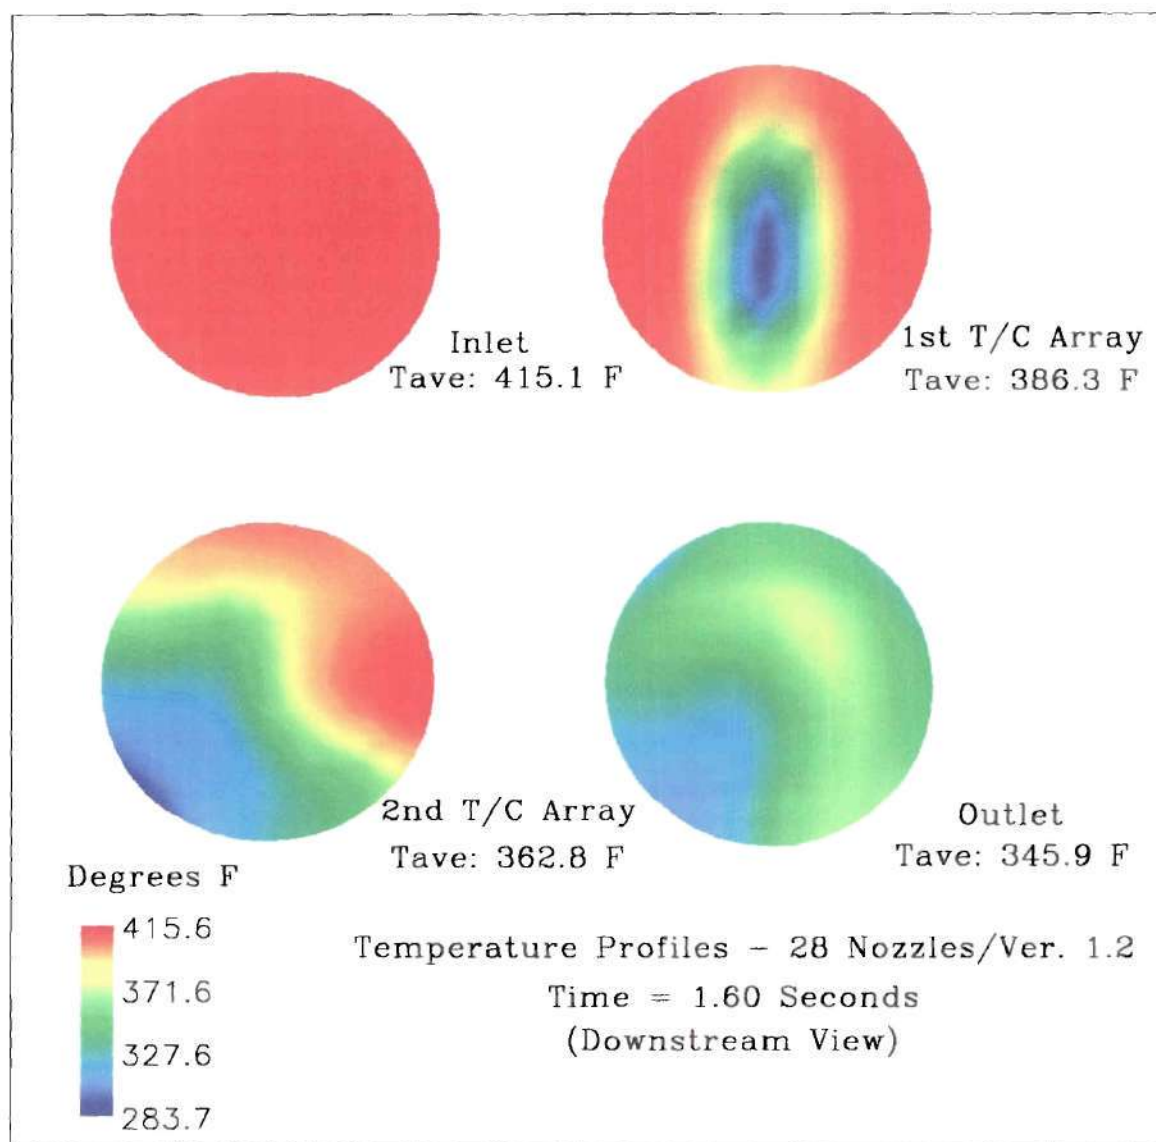 Inlet
Tave: 415.1 F
1st T/C Array
Tave: 386.3 F
2nd T/C Array
Tave: 362.8 F
Outlet
Tave: 345.9 F
Degrees F
415.6
371.6
327.6
283.7
Temperature Profiles - 28 Nozzles/Ver. 1.2
Time = 1.60 Seconds
(Downstream View)